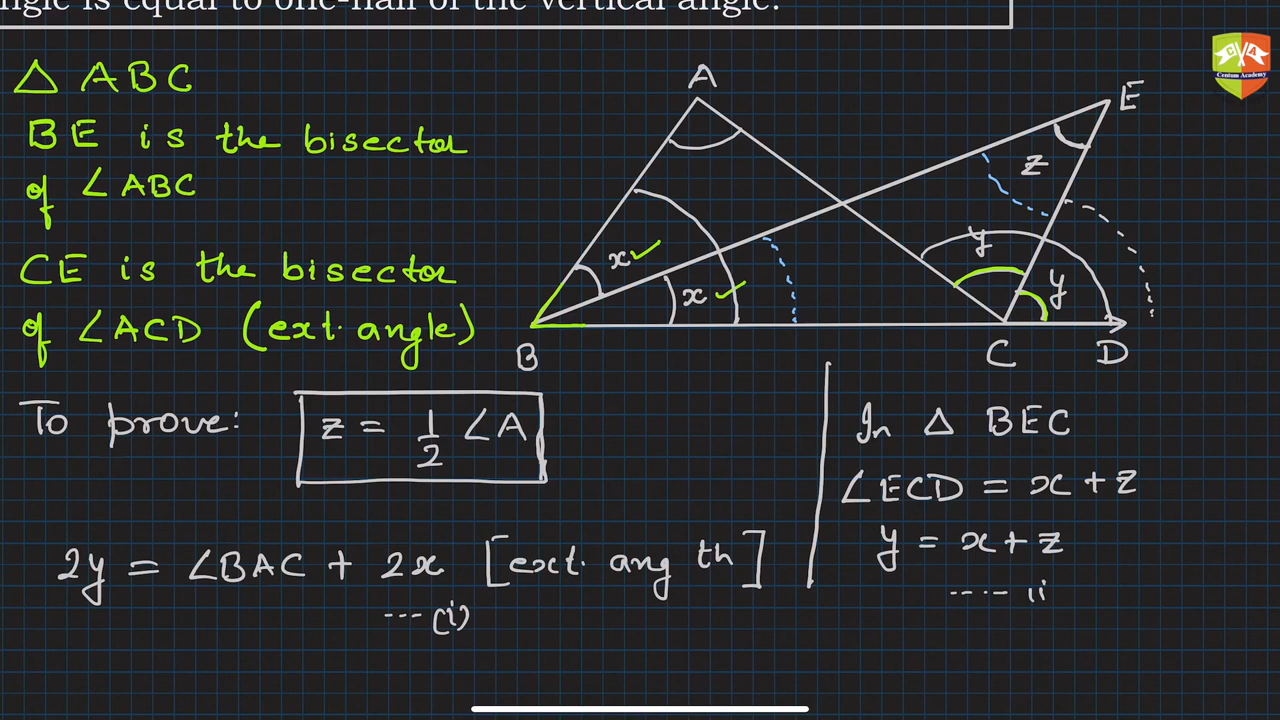 angle is equal to one-half of the vertical angle.
C A
Centum Academy
△ ABC
BE is the bisector
of ∠ABC
CE is the bisector
of ∠ACD (ext. angle)
A
E
z
x
x
y
y
B
C
D
To prove:
z = 1/2 ∠A
2y = ∠BAC + 2x [ext. ang th]
--- (i)
In △ BEC
∠ECD = x + z
y = x + z
..... ii